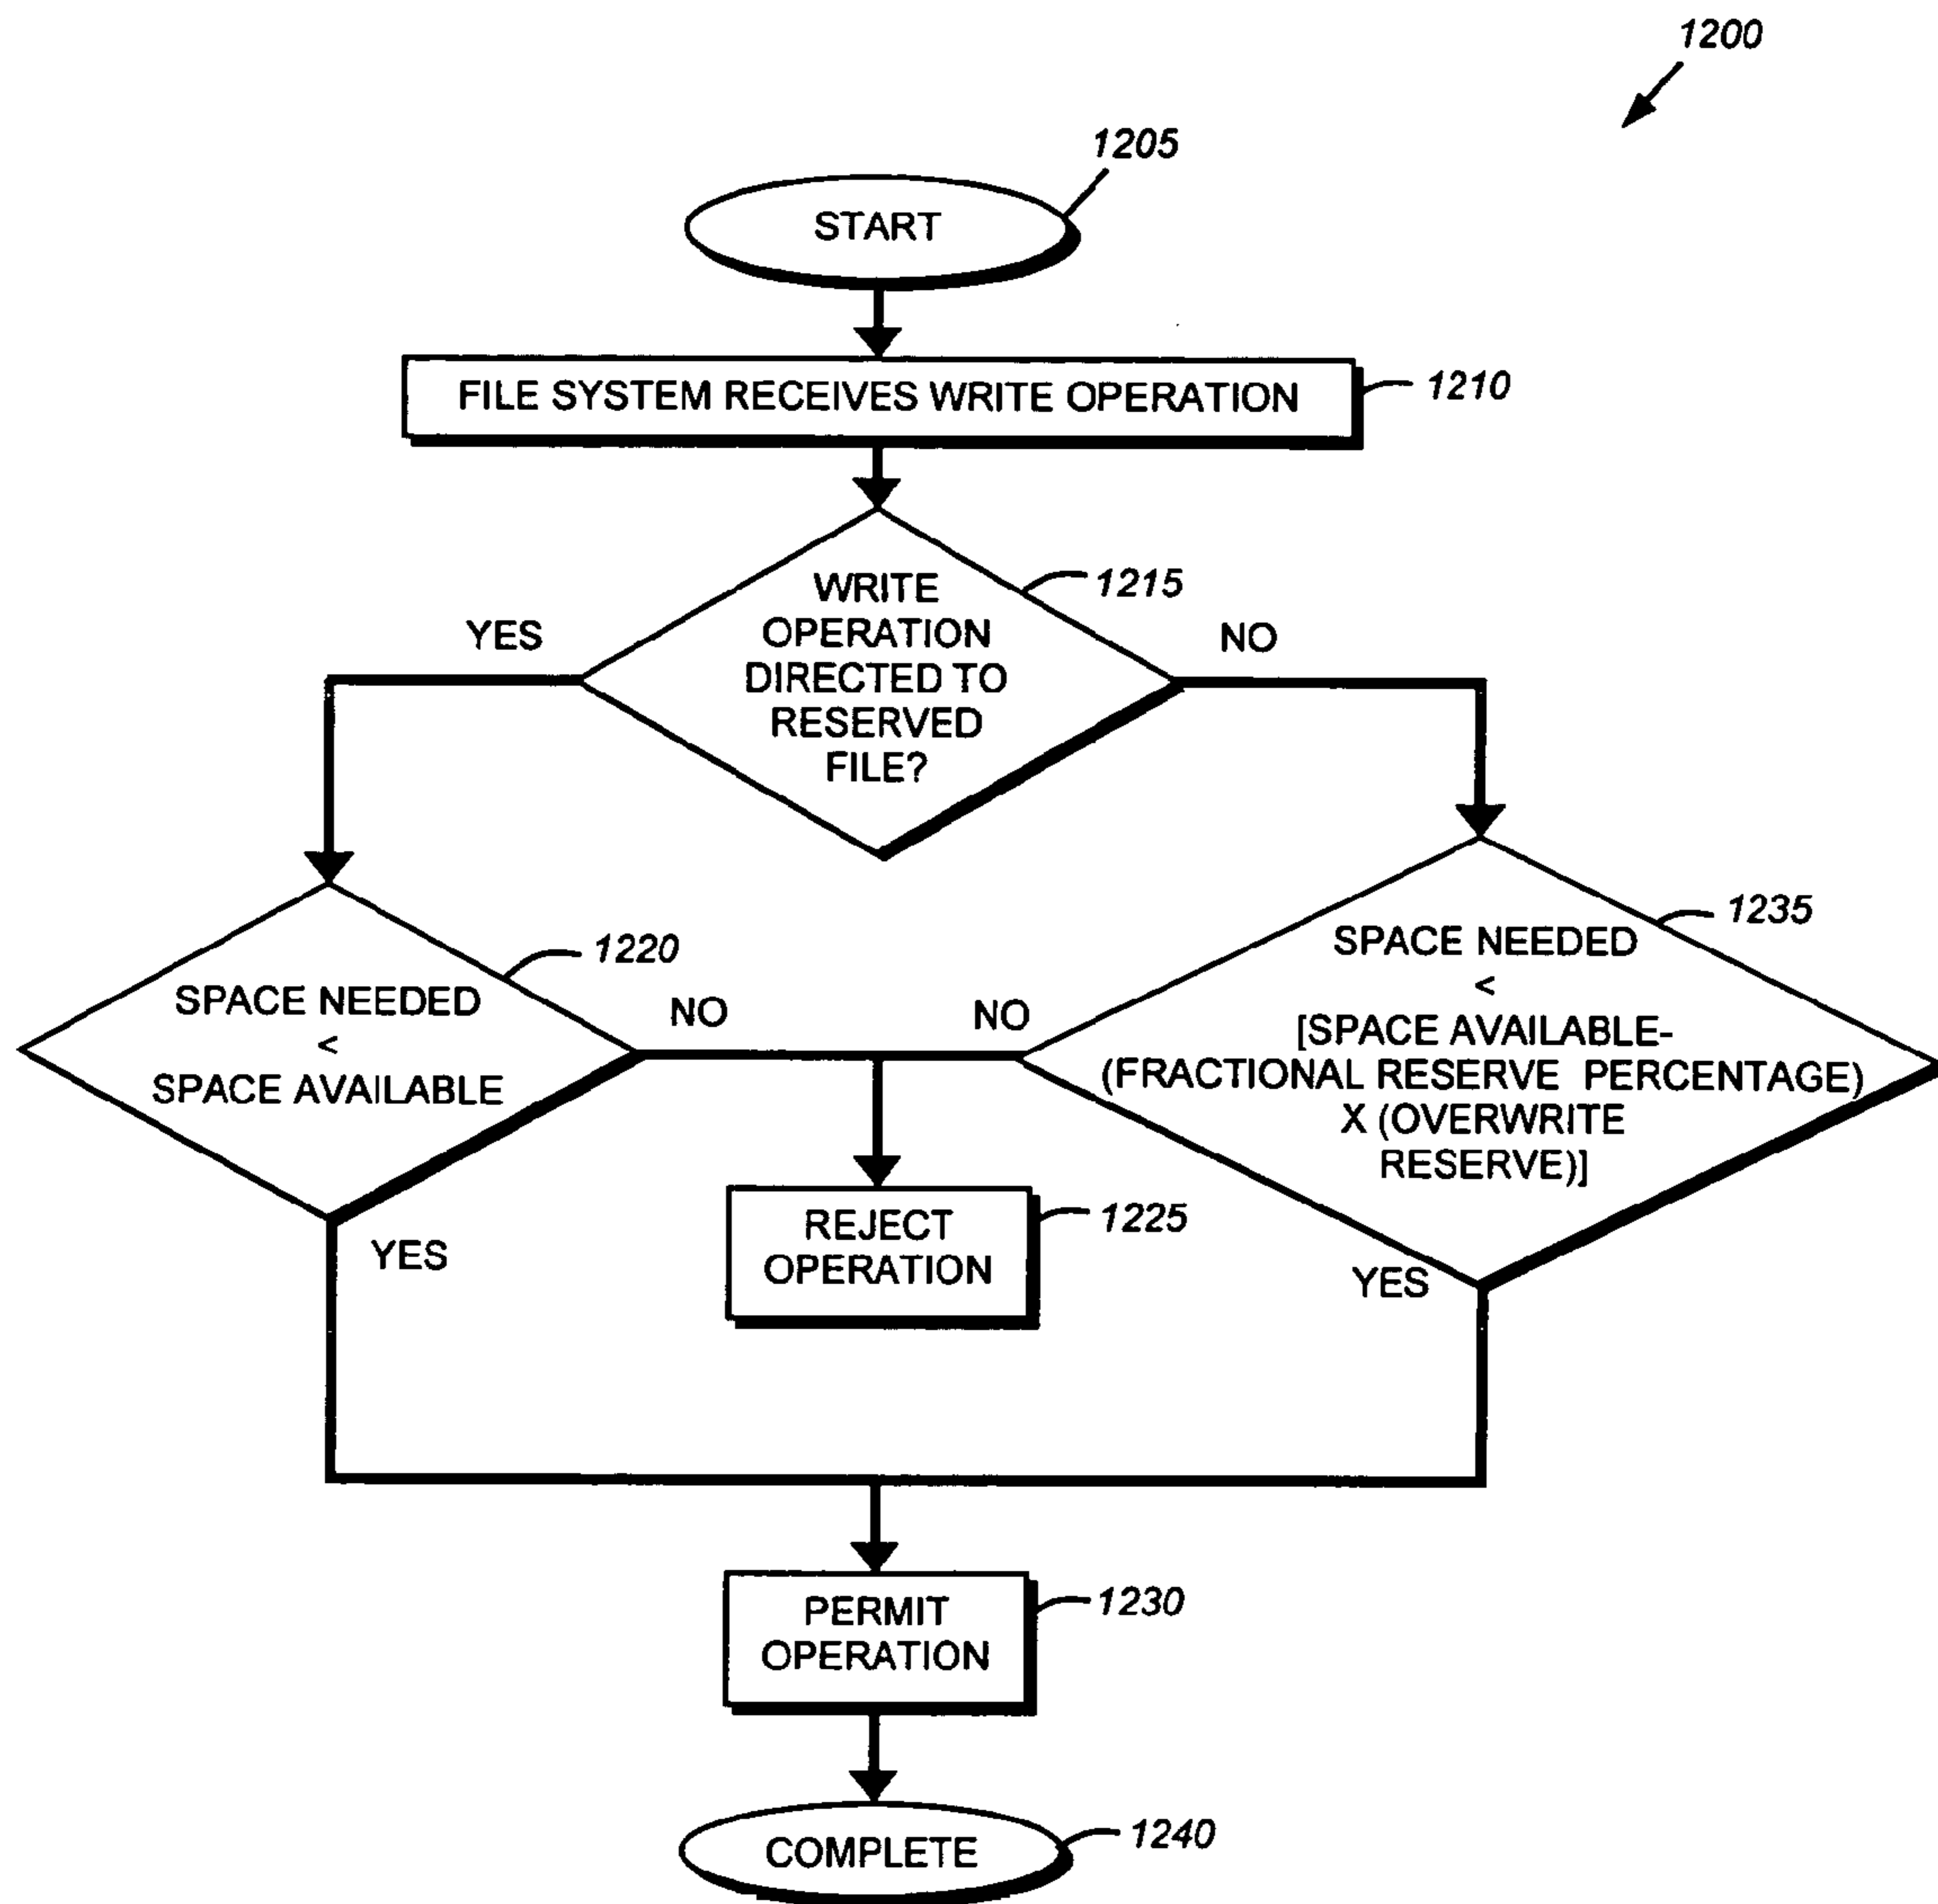 1200
1205
START
FILE SYSTEM RECEIVES WRITE OPERATION
1210
WRITE
OPERATION
DIRECTED TO
RESERVED
FILE?
1215
YES
NO
SPACE NEEDED
<
SPACE AVAILABLE
1220
NO
NO
SPACE NEEDED
<
[SPACE AVAILABLE-
(FRACTIONAL RESERVE PERCENTAGE)
X (OVERWRITE
RESERVE)]
1235
REJECT
OPERATION
1225
YES
YES
PERMIT
OPERATION
1230
COMPLETE
1240